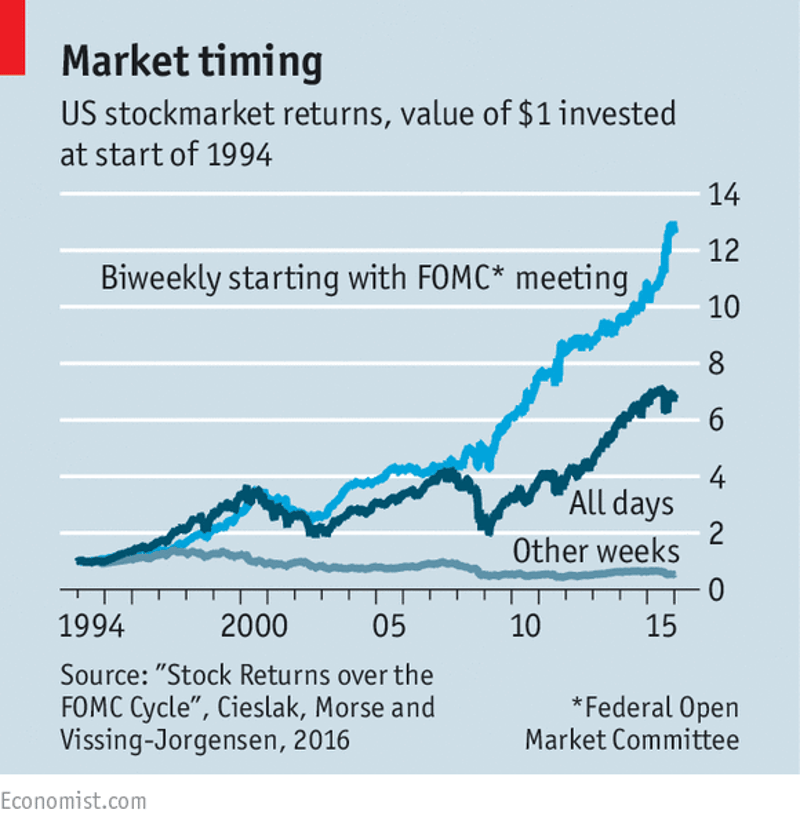 Market timing
US stockmarket returns, value of $1 invested
at start of 1994
14
12
Biweekly starting with FOMC* meeting
10
8
6
4
All days
2
Other weeks
0
1994 2000 05 10 15
Source: ”Stock Returns over the
FOMC Cycle”, Cieslak, Morse and
Vissing-Jorgensen, 2016
*Federal Open
Market Committee
Economist.com